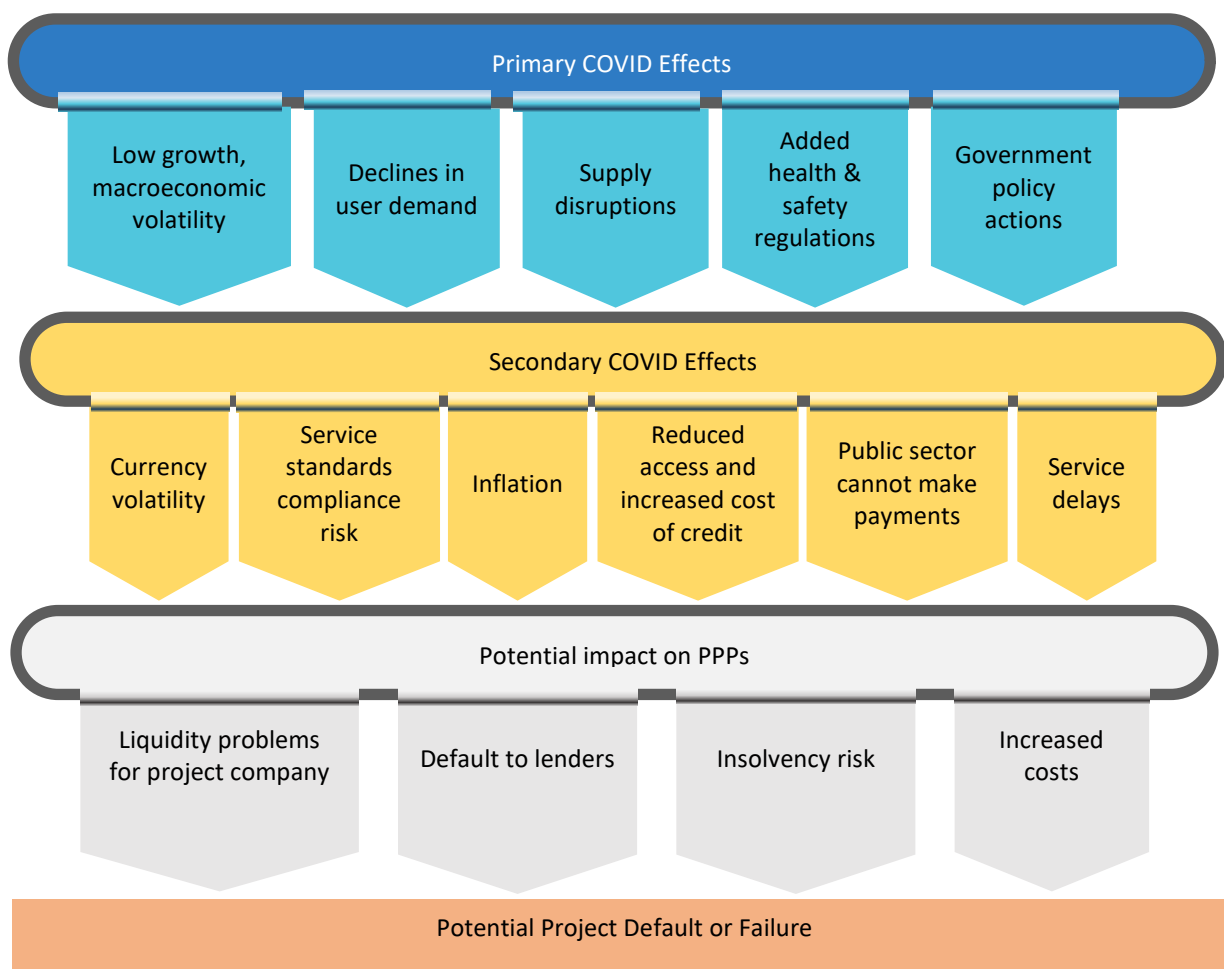 Primary COVID Effects
Low growth,
macroeconomic
volatility
Declines in
user demand
Supply
disruptions
Added
health &
safety
regulations
Government
policy
actions
Secondary COVID Effects
Currency
volatility
Service
standards
compliance
risk
Inflation
Reduced
access and
increased cost
of credit
Public sector
cannot make
payments
Service
delays
Potential impact on PPPs
Liquidity problems
for project company
Default to lenders
Insolvency risk
Increased
costs
Potential Project Default or Failure